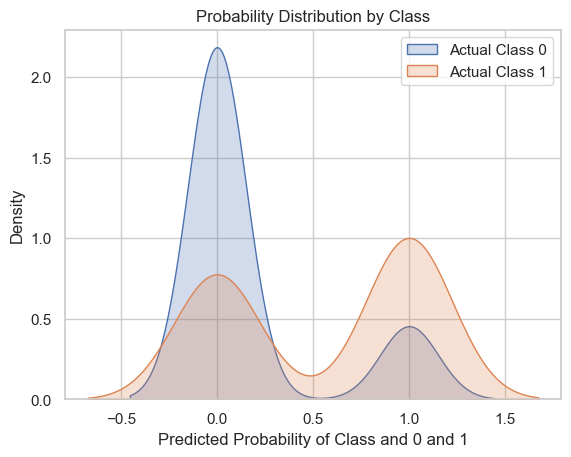 Probability Distribution by Class
Actual Class 0
Actual Class 1
Density
2.0
1.5
1.0
0.5
0.0
−0.5 0.0 0.5 1.0 1.5
Predicted Probability of Class and 0 and 1